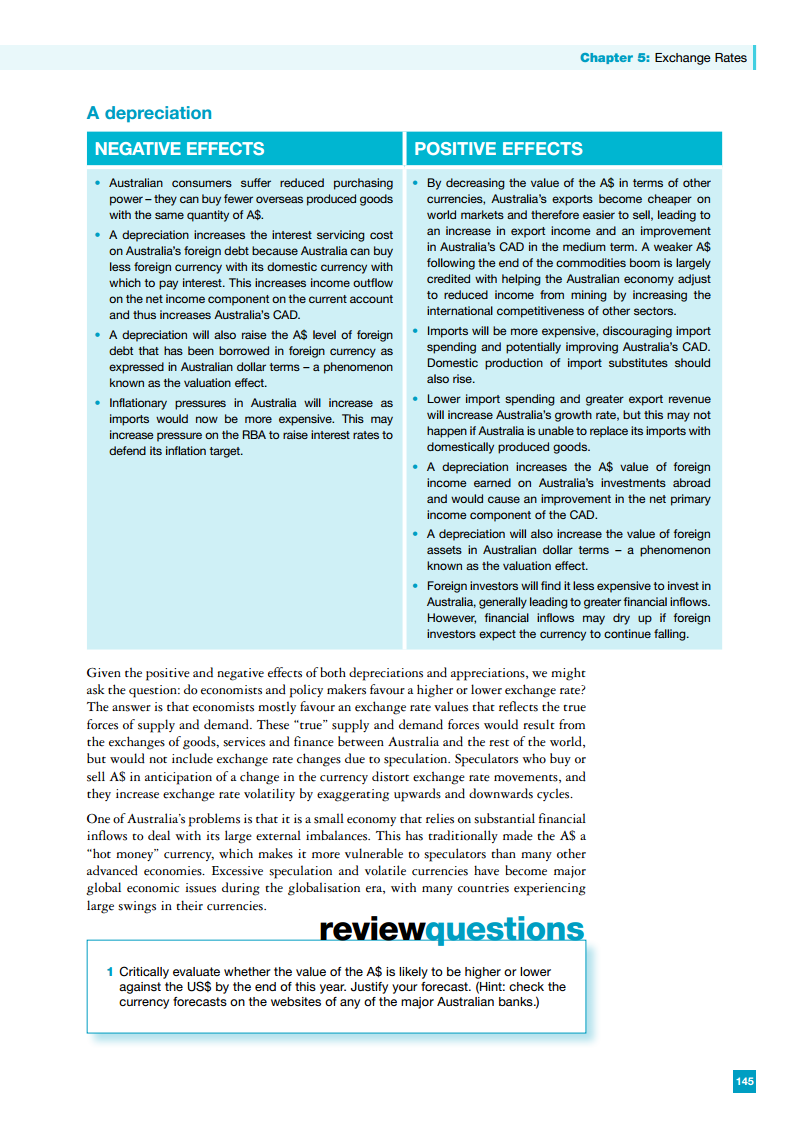 Chapter 5: Exchange Rates
A depreciation
NEGATIVE EFFECTS
• Australian consumers suffer reduced purchasing
power – they can buy fewer overseas produced goods
with the same quantity of A$.
• A depreciation increases the interest servicing cost
on Australia's foreign debt because Australia can buy
less foreign currency with its domestic currency with
which to pay interest. This increases income outflow
on the net income component on the current account
and thus increases Australia's CAD.
• A depreciation will also raise the A$ level of foreign
debt that has been borrowed in foreign currency as
expressed in Australian dollar terms – a phenomenon
known as the valuation effect.
• Inflationary pressures in Australia will increase as
imports would now be more expensive. This may
increase pressure on the RBA to raise interest rates to
defend its inflation target.
POSITIVE EFFECTS
• By decreasing the value of the A$ in terms of other
currencies, Australia's exports become cheaper on
world markets and therefore easier to sell, leading to
an increase in export income and an improvement
in Australia's CAD in the medium term. A weaker A$
following the end of the commodities boom is largely
credited with helping the Australian economy adjust
to reduced income from mining by increasing the
international competitiveness of other sectors.
• Imports will be more expensive, discouraging import
spending and potentially improving Australia's CAD.
Domestic production of import substitutes should
also rise.
• Lower import spending and greater export revenue
will increase Australia's growth rate, but this may not
happen if Australia is unable to replace its imports with
domestically produced goods.
• A depreciation increases the A$ value of foreign
income earned on Australia's investments abroad
and would cause an improvement in the net primary
income component of the CAD.
• A depreciation will also increase the value of foreign
assets in Australian dollar terms – a phenomenon
known as the valuation effect.
• Foreign investors will find it less expensive to invest in
Australia, generally leading to greater financial inflows.
However, financial inflows may dry up if foreign
investors expect the currency to continue falling.
Given the positive and negative effects of both depreciations and appreciations, we might
ask the question: do economists and policy makers favour a higher or lower exchange rate?
The answer is that economists mostly favour an exchange rate values that reflects the true
forces of supply and demand. These "true" supply and demand forces would result from
the exchanges of goods, services and finance between Australia and the rest of the world,
but would not include exchange rate changes due to speculation. Speculators who buy or
sell A$ in anticipation of a change in the currency distort exchange rate movements, and
they increase exchange rate volatility by exaggerating upwards and downwards cycles.
One of Australia's problems is that it is a small economy that relies on substantial financial
inflows to deal with its large external imbalances. This has traditionally made the A$ a
"hot money" currency, which makes it more vulnerable to speculators than many other
advanced economies. Excessive speculation and volatile currencies have become major
global economic issues during the globalisation era, with many countries experiencing
large swings in their currencies.
reviewquestions
1 Critically evaluate whether the value of the A$ is likely to be higher or lower
against the US$ by the end of this year. Justify your forecast. (Hint: check the
currency forecasts on the websites of any of the major Australian banks.)
145